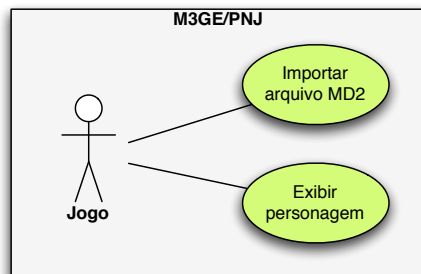 M3GE/PNJ
Importar
arquivo MD2
Jogo
Exibir
personagem